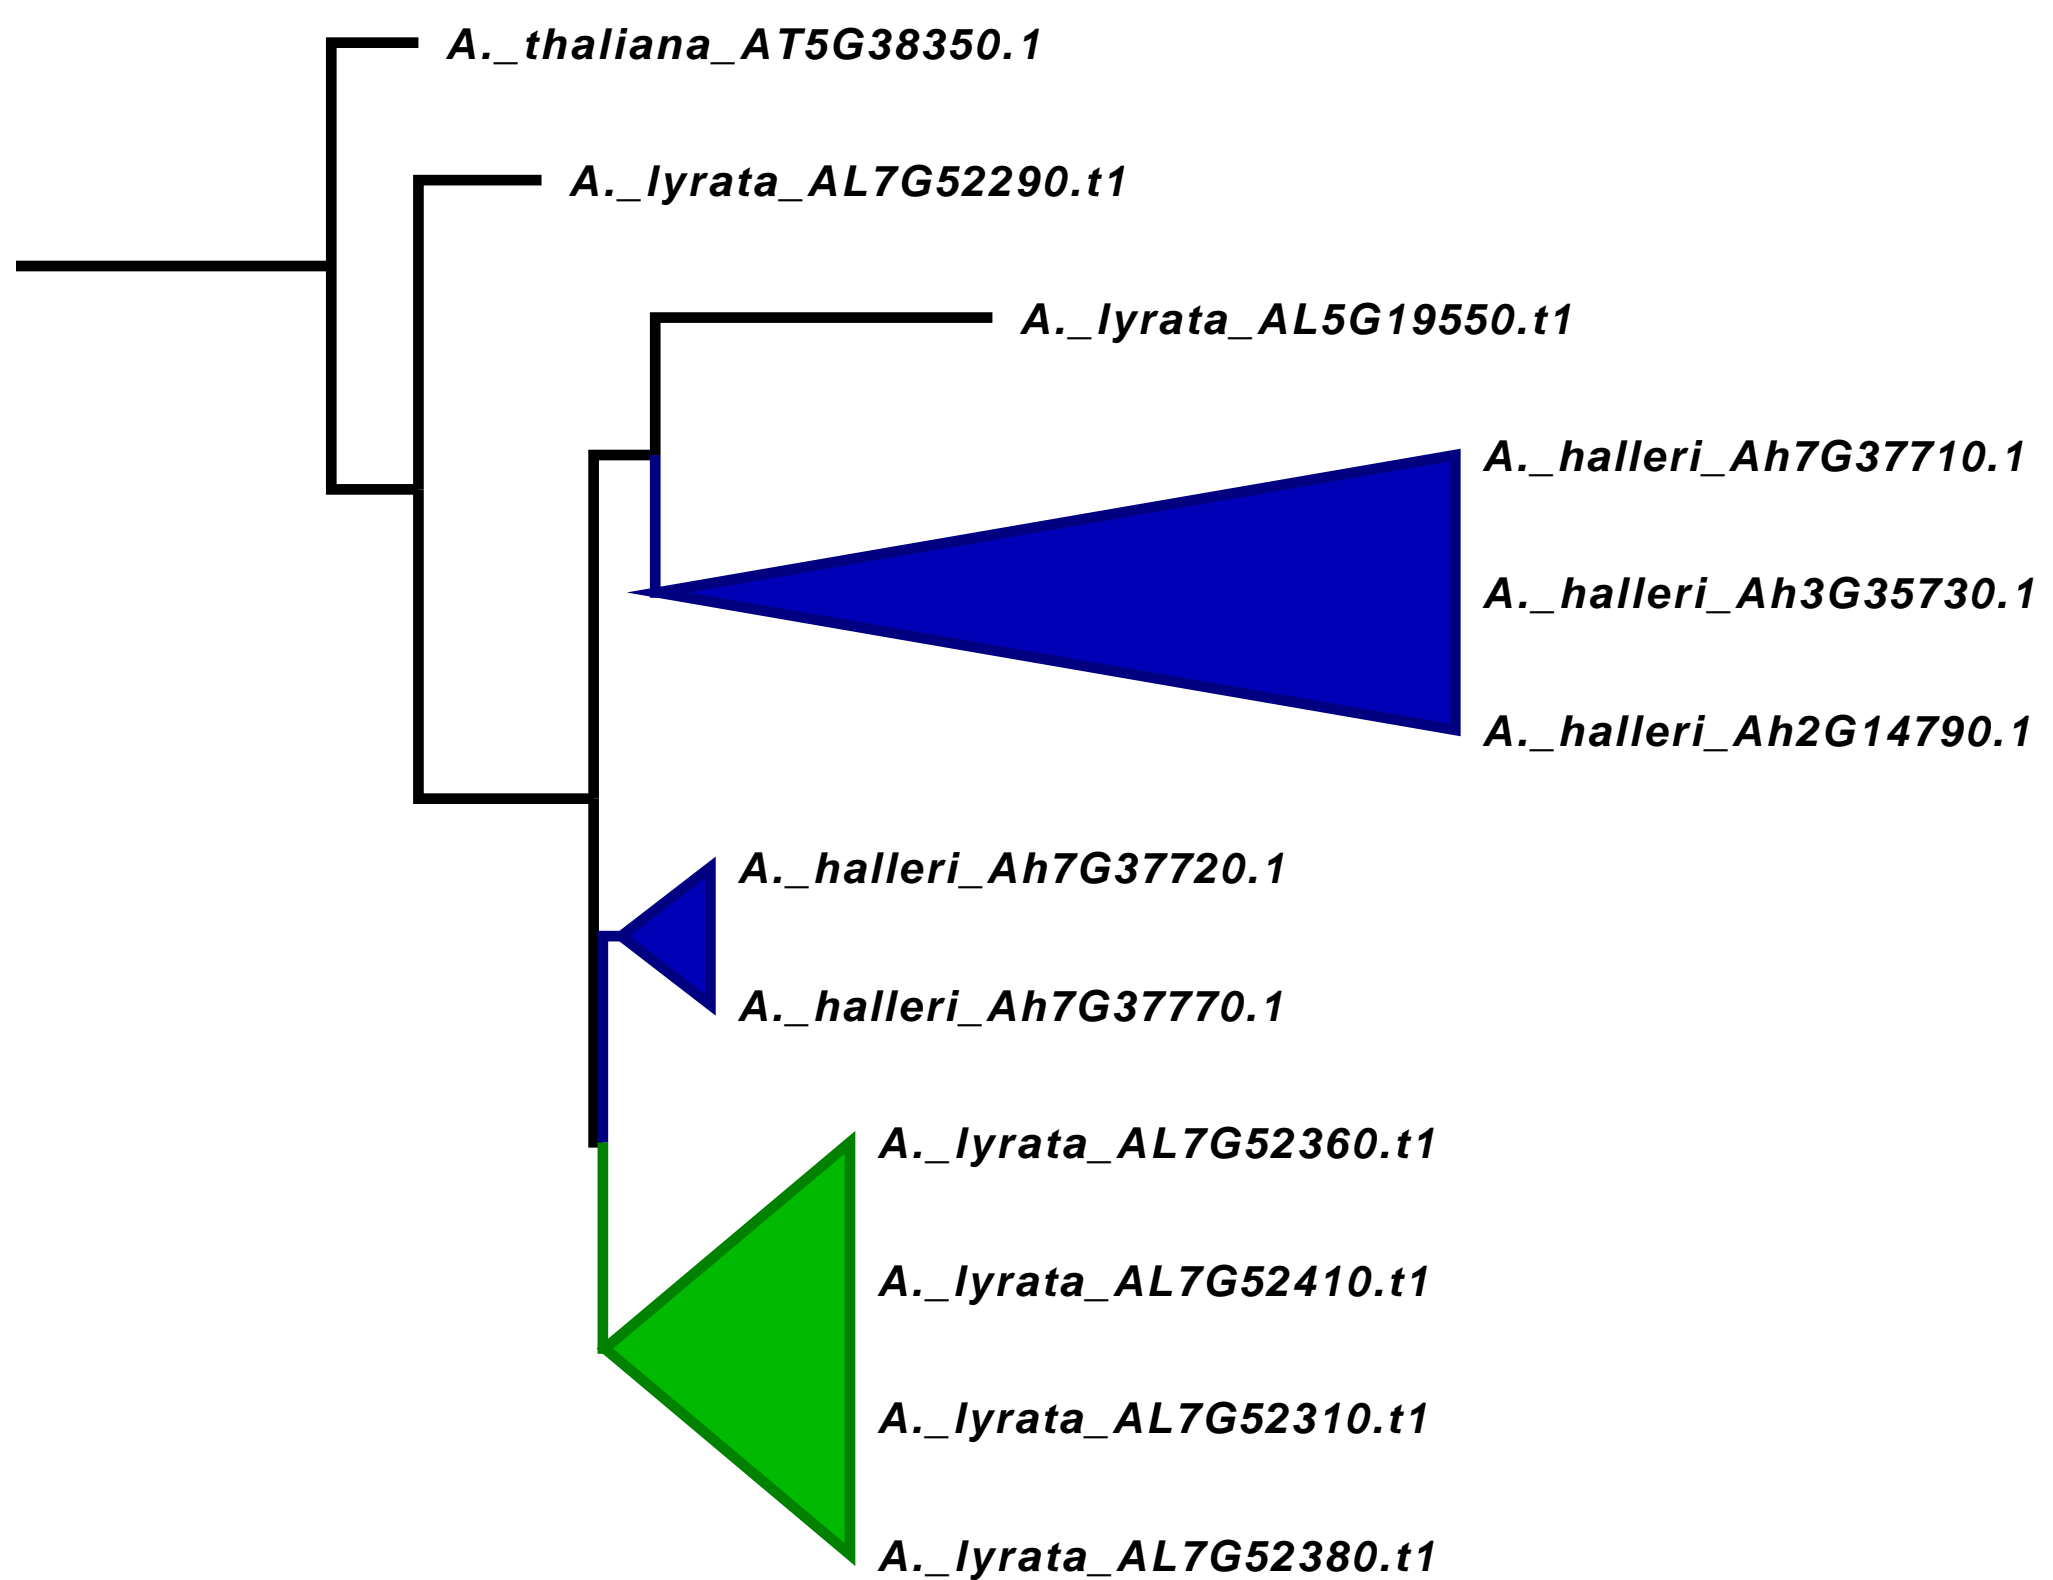 A._thaliana_AT5G38350.1
A._lyrata_AL7G52290.t1
A._lyrata_AL5G19550.t1
A._halleri_Ah7G37710.1
A._halleri_Ah3G35730.1
A._halleri_Ah2G14790.1
A._halleri_Ah7G37720.1
A._halleri_Ah7G37770.1
A._lyrata_AL7G52360.t1
A._lyrata_AL7G52410.t1
A._lyrata_AL7G52310.t1
A._lyrata_AL7G52380.t1